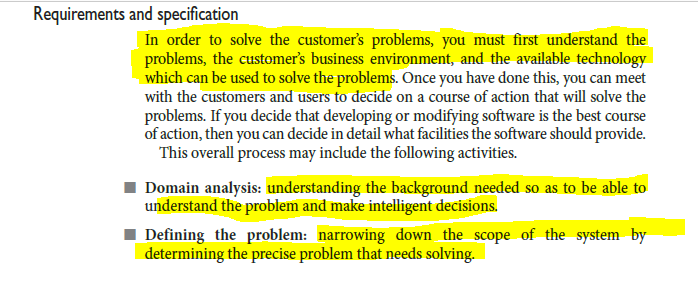 Requirements and specification
In order to solve the customer's problems, you must first understand the
problems, the customer's business environment, and the available technology
which can be used to solve the problems. Once you have done this, you can meet
with the customers and users to decide on a course of action that will solve the
problems. If you decide that developing or modifying software is the best course
of action, then you can decide in detail what facilities the software should provide.
This overall process may include the following activities.
■ Domain analysis: understanding the background needed so as to be able to
understand the problem and make intelligent decisions.
■ Defining the problem: narrowing down the scope of the system by
determining the precise problem that needs solving.